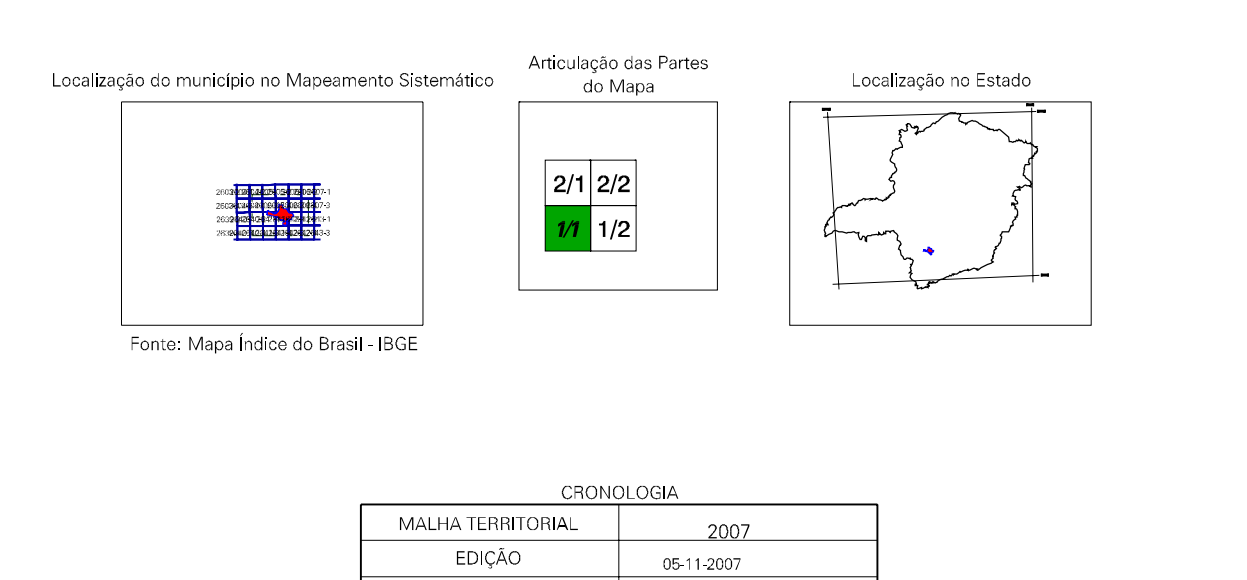 Localização do município no Mapeamento Sistemático
Articulação das Partes
do Mapa
Localização no Estado
2/1 2/2
1/1 1/2
Fonte: Mapa Índice do Brasil - IBGE
CRONOLOGIA
MALHA TERRITORIAL 2007
EDIÇÃO 05-11-2007